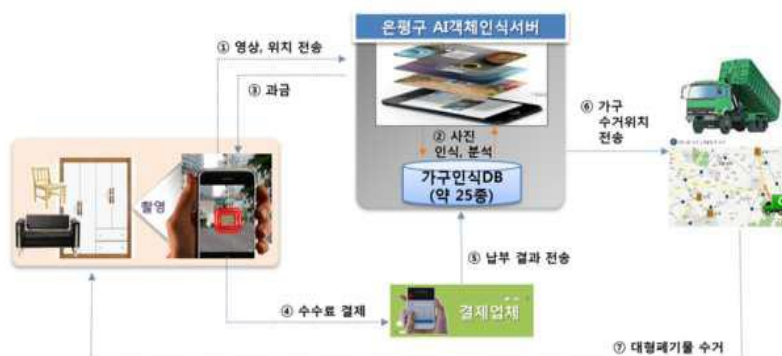 은평구 AI객체인식서버
① 영상, 위치 전송
③ 과금
② 사진
인식, 분석
가구인식DB
(약 25종)
⑥ 가구
수거위치
전송
촬영
⑤ 납부 결과 전송
④ 수수료 결제
결제업체
⑦ 대형폐기물 수거